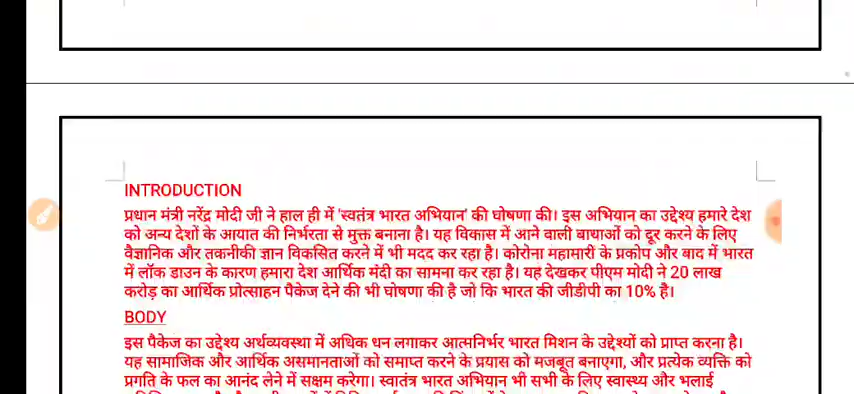 INTRODUCTION
प्रधान मंत्री नरेंद्र मोदी जी ने हाल ही में 'स्वतंत्र भारत अभियान' की घोषणा की। इस अभियान का उद्देश्य हमारे देश
को अन्य देशों के आयात की निर्भरता से मुक्त बनाना है। यह विकास में आने वाली बाधाओं को दूर करने के लिए
वैज्ञानिक और तकनीकी ज्ञान विकसित करने में भी मदद कर रहा है। कोरोना महामारी के प्रकोप और बाद में भारत
में लॉक डाउन के कारण हमारा देश आर्थिक मंदी का सामना कर रहा है। यह देखकर पीएम मोदी ने 20 लाख
करोड़ का आर्थिक प्रोत्साहन पैकेज देने की भी घोषणा की है जो कि भारत की जीडीपी का 10% है।
BODY
इस पैकेज का उद्देश्य अर्थव्यवस्था में अधिक धन लगाकर आत्मनिर्भर भारत मिशन के उद्देश्यों को प्राप्त करना है।
यह सामाजिक और आर्थिक असमानताओं को समाप्त करने के प्रयास को मजबूत बनाएगा, और प्रत्येक व्यक्ति को
प्रगति के फल का आनंद लेने में सक्षम करेगा। स्वातंत्र भारत अभियान भी सभी के लिए स्वास्थ्य और भलाई